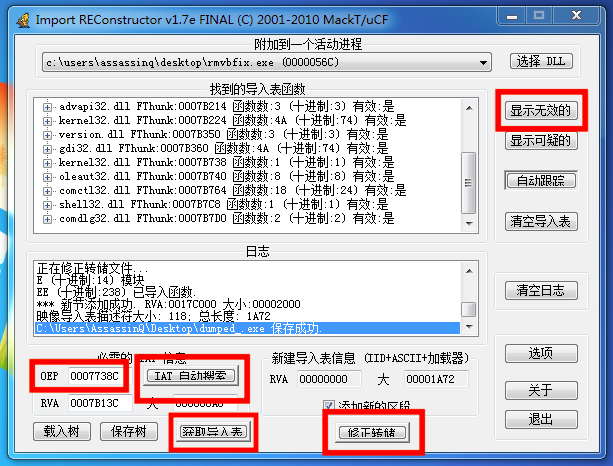 Import REConstructor v1.7e FINAL (C) 2001-2010 MackT/uCF
附加到一个活动进程
c:\users\assassinq\desktop\rmvbfix.exe (0000056C)
选择 DLL
找到的导入表函数
advapi32.dll FThunk:0007B214 函数数:3 (十进制:3) 有效:是
kernel32.dll FThunk:0007B224 函数数:4A (十进制:74) 有效:是
version.dll FThunk:0007B350 函数数:3 (十进制:3) 有效:是
gdi32.dll FThunk:0007B360 函数数:4A (十进制:74) 有效:是
kernel32.dll FThunk:0007B738 函数数:1 (十进制:1) 有效:是
oleaut32.dll FThunk:0007B740 函数数:8 (十进制:8) 有效:是
comctl32.dll FThunk:0007B764 函数数:18 (十进制:24) 有效:是
shell32.dll FThunk:0007B7C8 函数数:1 (十进制:1) 有效:是
comdlg32.dll FThunk:0007B7D0 函数数:2 (十进制:2) 有效:是
显示无效的
显示可疑的
自动跟踪
清空导入表
日志
正在修正转储文件...
E (十进制:14) 模块
EE (十进制:238) 已导入函数.
*** 新节添加成功. RVA:0017C000 大小:00002000
映像导入表描述符大小: 118; 总长度: 1A72
C:\Users\AssassinQ\Desktop\dumped_.exe 保存成功.
清空日志
必需的 IAT 信息
OEP 0007738C
IAT 自动搜索
RVA 0007B13C
大
载入树
保存树
获取导入表
新建导入表信息 (IID+ASCII+加载器)
RVA 00000000 大 00001A72
添加新的区段
修正转储
选项
关于
退出